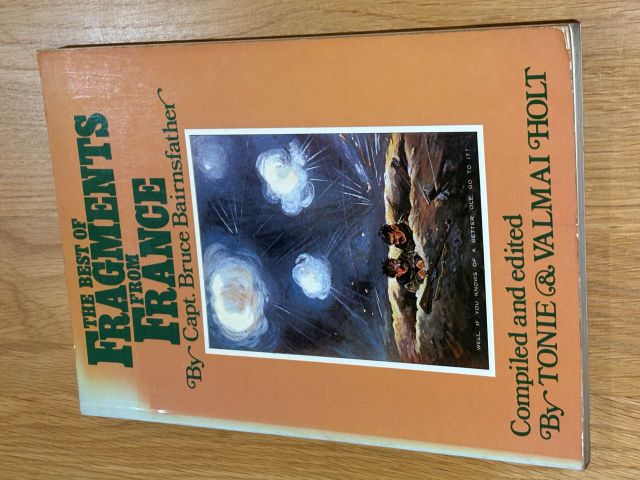 THE BEST OF
FRAGMENTS
FROM
FRANCE
By Capt. Bruce Bairnsfather
WELL, IF YOU KNOWS OF A BETTER 'OLE, GO TO IT!
Compiled and edited
By TONIE & VALMAI HOLT